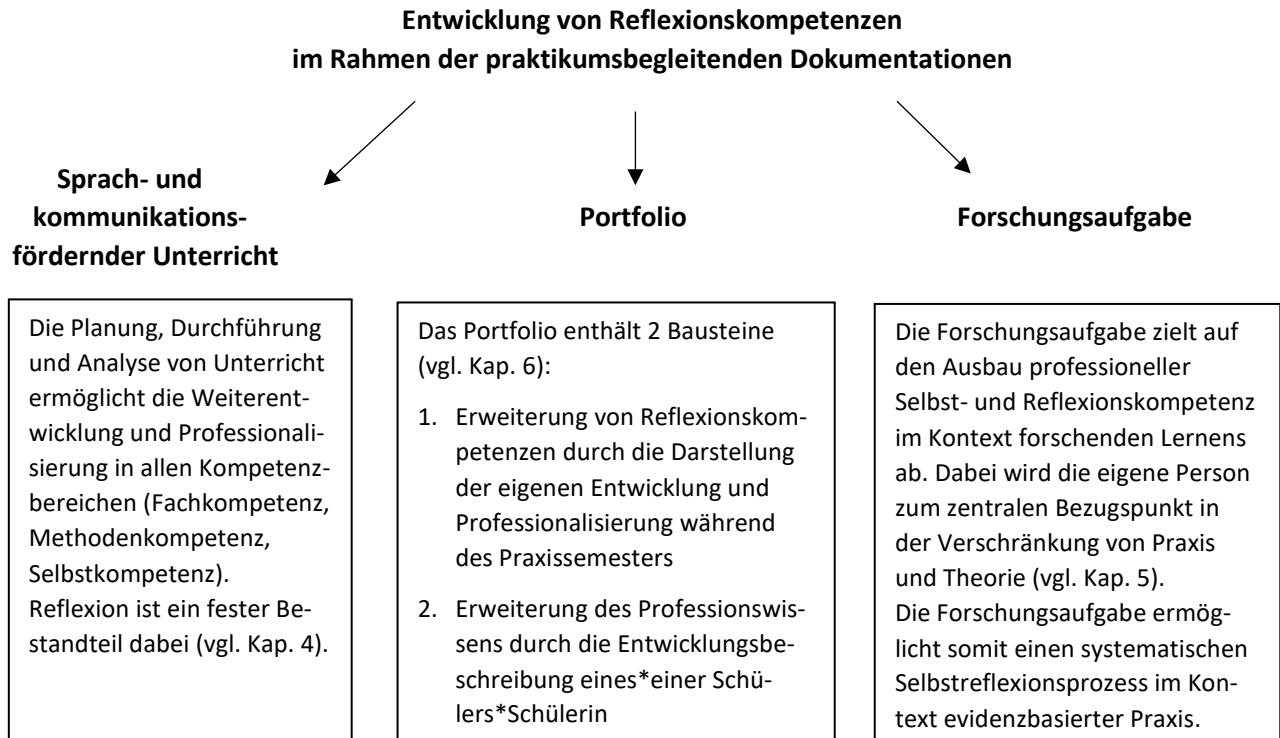 Entwicklung von Reflexionskompetenzen
im Rahmen der praktikumsbegleitenden Dokumentationen
Sprach- und
kommunikations-
fördernder Unterricht
Die Planung, Durchführung
und Analyse von Unterricht
ermöglicht die Weiterent-
wicklung und Professionali-
sierung in allen Kompetenz-
bereichen (Fachkompetenz,
Methodenkompetenz,
Selbstkompetenz).
Reflexion ist ein fester Be-
standteil dabei (vgl. Kap. 4).
Portfolio
Das Portfolio enthält 2 Bausteine
(vgl. Kap. 6):
1. Erweiterung von Reflexionskom-
petenzen durch die Darstellung
der eigenen Entwicklung und
Professionalisierung während
des Praxissemesters
2. Erweiterung des Professionswis-
sens durch die Entwicklungsbe-
schreibung eines*einer Schü-
lers*Schülerin
Forschungsaufgabe
Die Forschungsaufgabe zielt auf
den Ausbau professioneller
Selbst- und Reflexionskompetenz
im Kontext forschenden Lernens
ab. Dabei wird die eigene Person
zum zentralen Bezugspunkt in
der Verschränkung von Praxis
und Theorie (vgl. Kap. 5).
Die Forschungsaufgabe ermög-
licht somit einen systematischen
Selbstreflexionsprozess im Kon-
text evidenzbasierter Praxis.